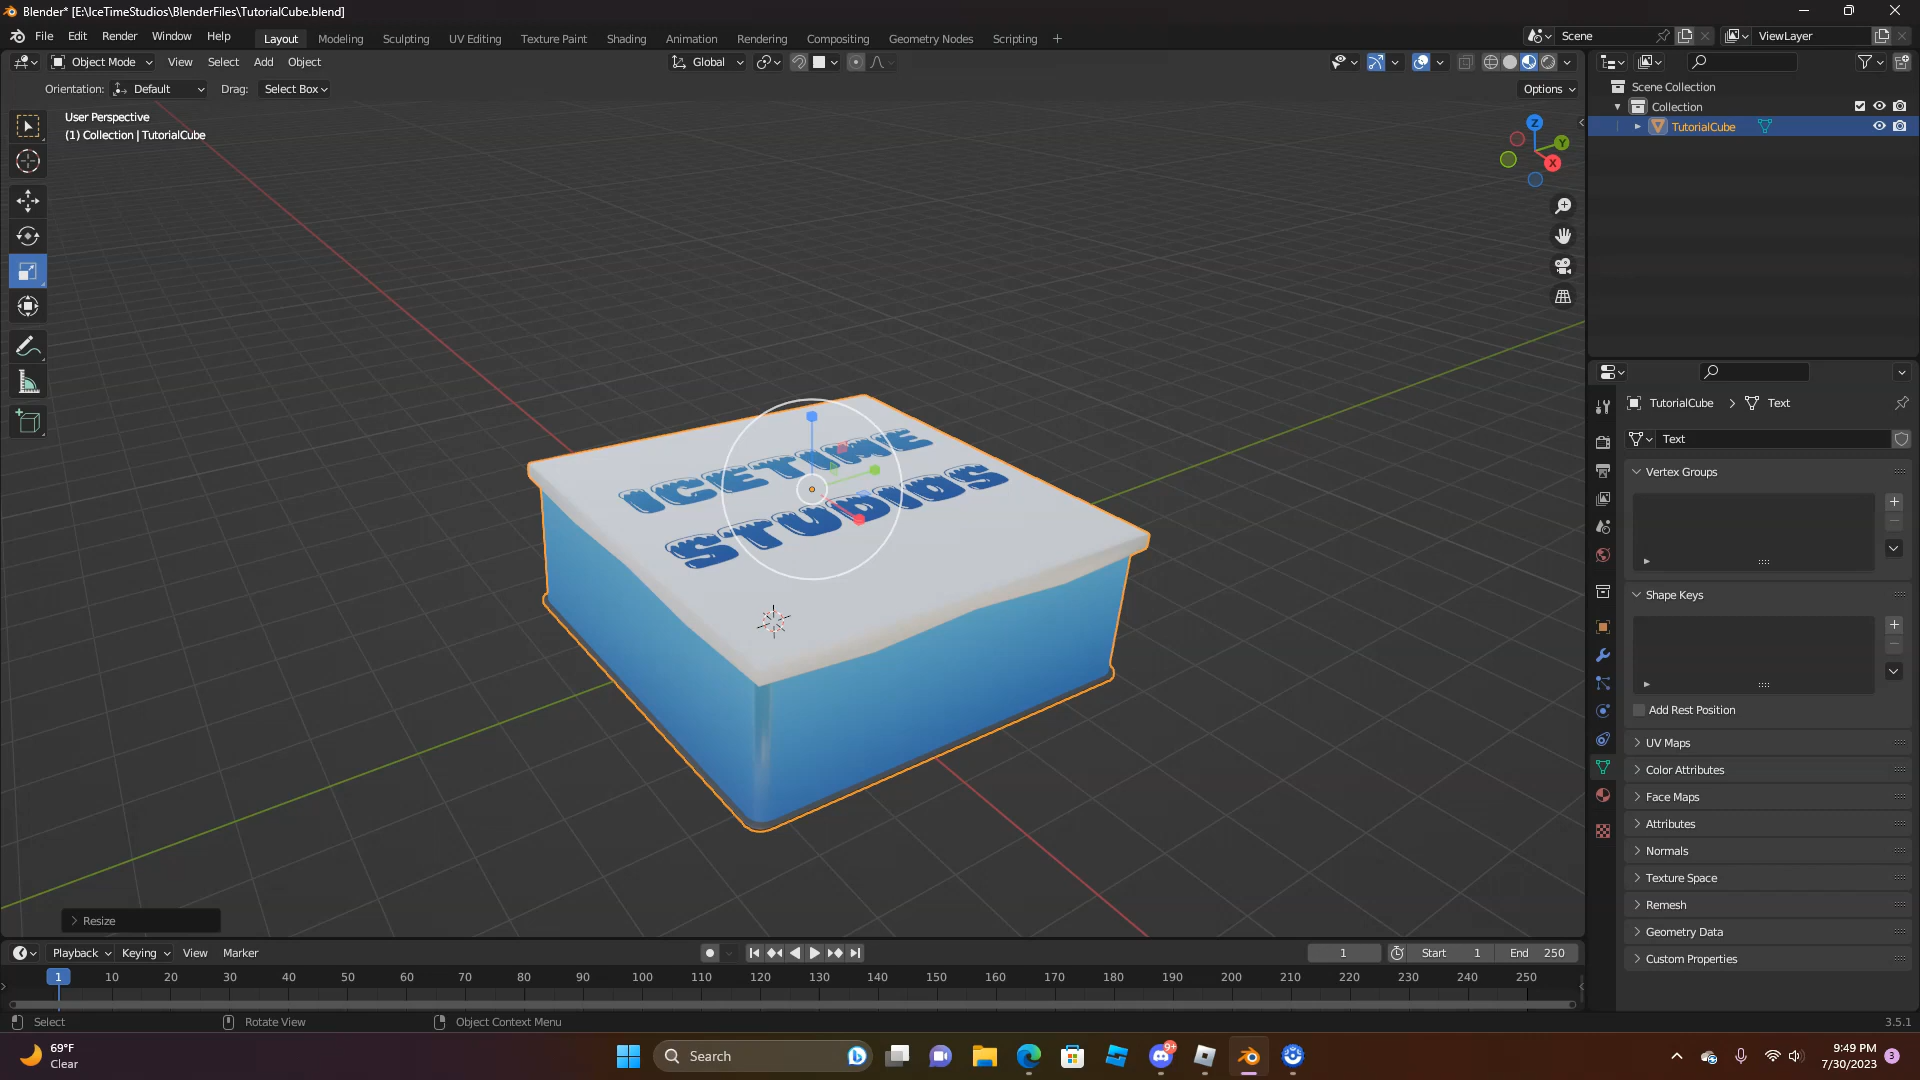 Blender* [E:\IceTimeStudios\BlenderFiles\TutorialCube.blend]
File Edit Render Window Help Layout Modeling Sculpting UV Editing Texture Paint Shading Animation Rendering Compositing Geometry Nodes Scripting + Scene ViewLayer
Object Mode View Select Add Object Global
Orientation: Default Drag: Select Box Options
User Perspective
(1) Collection | TutorialCube
Z
Y
X
Scene Collection
Collection
TutorialCube
ICETIME
STUDIOS
TutorialCube > Text
Text
Vertex Groups
Shape Keys
Add Rest Position
UV Maps
Color Attributes
Face Maps
Attributes
Normals
Texture Space
Remesh
Geometry Data
Custom Properties
Resize
Playback Keying View Marker 1 Start 1 End 250
1 10 20 30 40 50 60 70 80 90 100 110 120 130 140 150 160 170 180 190 200 210 220 230 240 250
Select Rotate View Object Context Menu 3.5.1
69°F
Clear
Search
9+
9:49 PM
7/30/2023
3